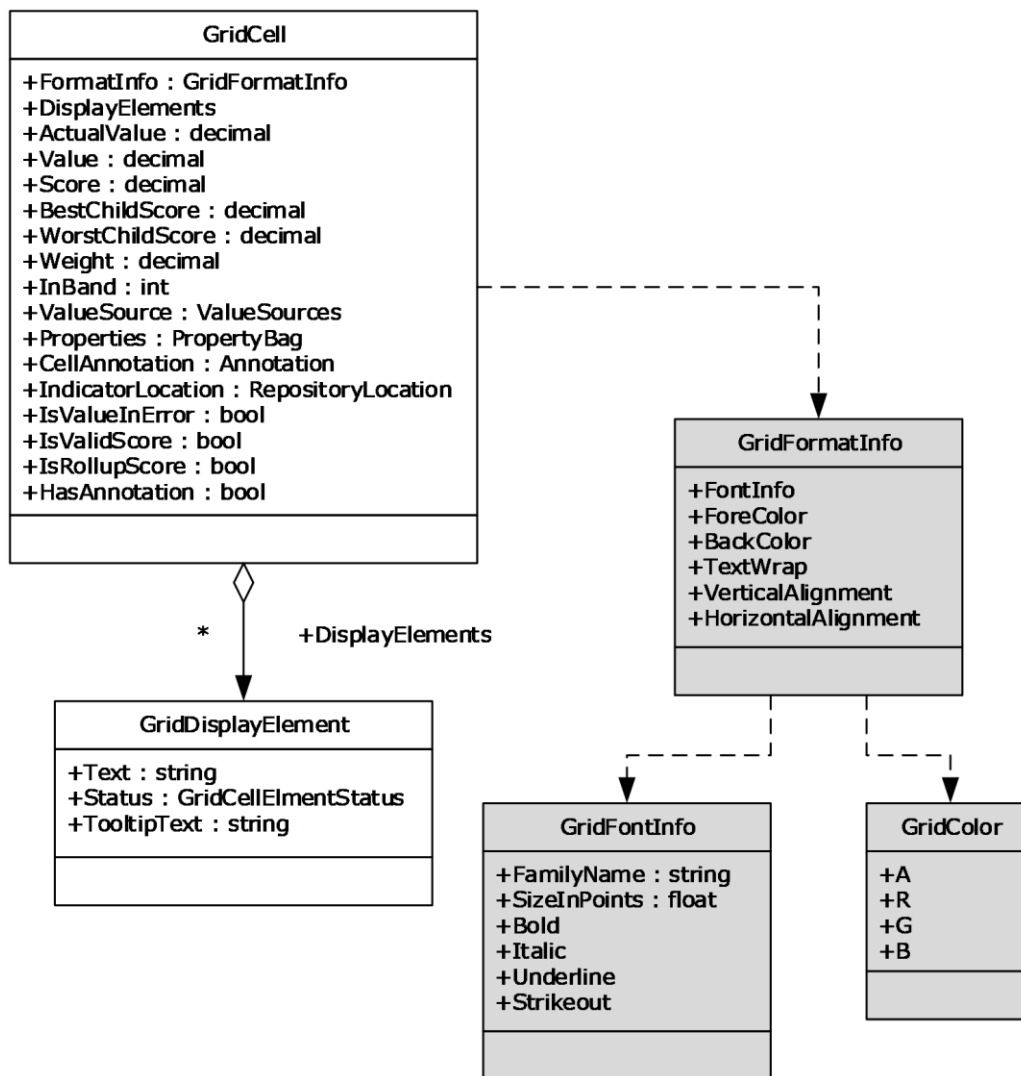 GridCell
+FormatInfo : GridFormatInfo
+DisplayElements
+ActualValue : decimal
+Value : decimal
+Score : decimal
+BestChildScore : decimal
+WorstChildScore : decimal
+Weight : decimal
+InBand : int
+ValueSource : ValueSources
+Properties : PropertyBag
+CellAnnotation : Annotation
+IndicatorLocation : RepositoryLocation
+IsValueInError : bool
+IsValidScore : bool
+IsRollupScore : bool
+HasAnnotation : bool
* +DisplayElements
GridDisplayElement
+Text : string
+Status : GridCellElmentStatus
+TooltipText : string
GridFormatInfo
+FontInfo
+ForeColor
+BackColor
+TextWrap
+VerticalAlignment
+HorizontalAlignment
GridFontInfo
+FamilyName : string
+SizeInPoints : float
+Bold
+Italic
+Underline
+Strikeout
GridColor
+A
+R
+G
+B